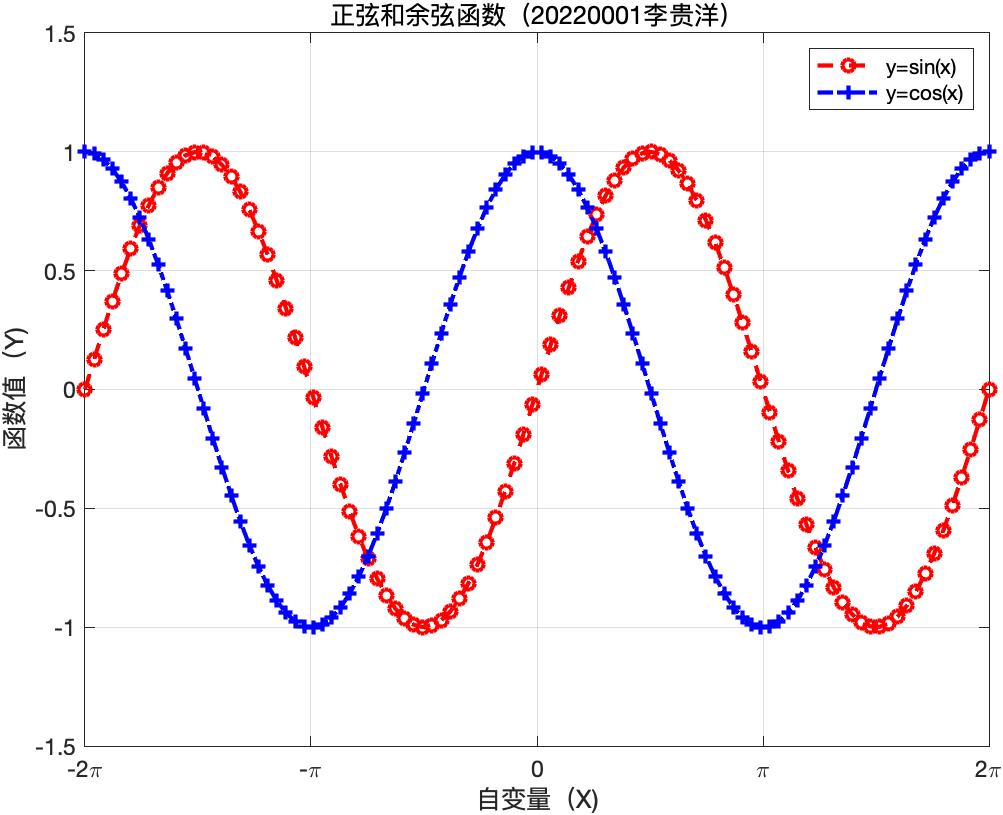 正弦和余弦函数（20220001李贵洋）
1.5
y=sin(x)
y=cos(x)
1
0.5
0
-0.5
-1
-1.5
函数值（Y）
-2π -π 0 π 2π
自变量（X)